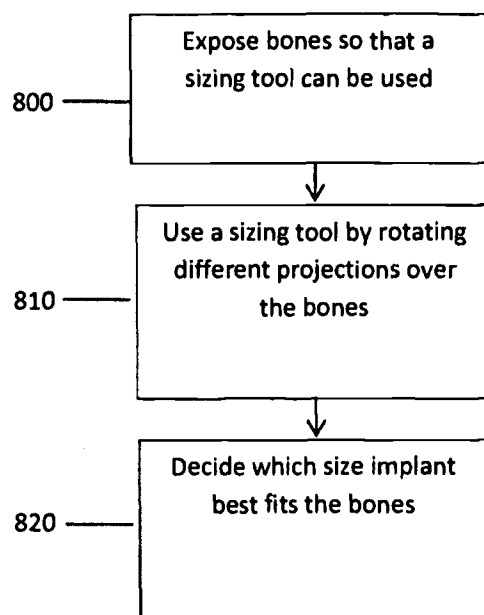 Expose bones so that a
sizing tool can be used
800
Use a sizing tool by rotating
different projections over
the bones
810
Decide which size implant
best fits the bones
820